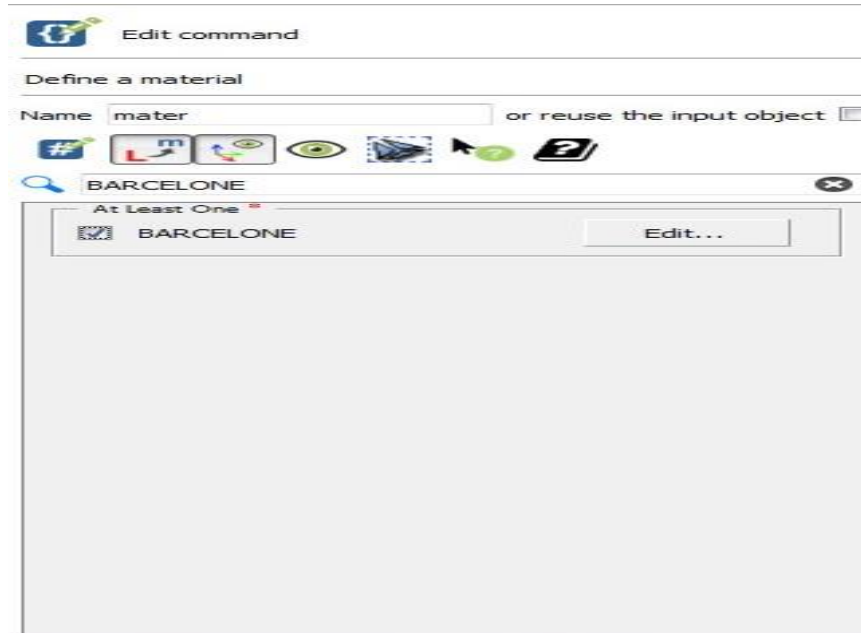 Edit command
Define a material
Name mater or reuse the input object
BARCELONE
At Least One *
BARCELONE Edit...